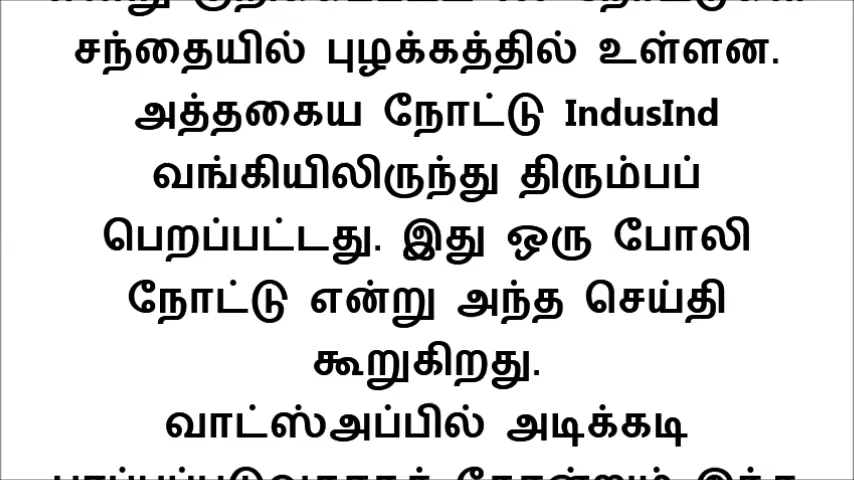 சந்தையில் புழக்கத்தில் உள்ளன.
அத்தகைய நோட்டு IndusInd
வங்கியிலிருந்து திரும்பப்
பெறப்பட்டது. இது ஒரு போலி
நோட்டு என்று அந்த செய்தி
கூறுகிறது.
வாட்ஸ்அப்பில் அடிக்கடி